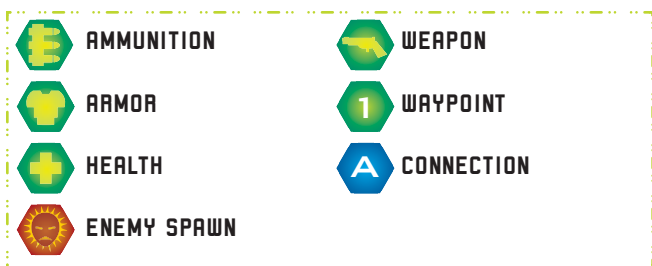 AMMUNITION
WEAPON
ARMOR
1 WAYPOINT
HEALTH
A CONNECTION
ENEMY SPAWN